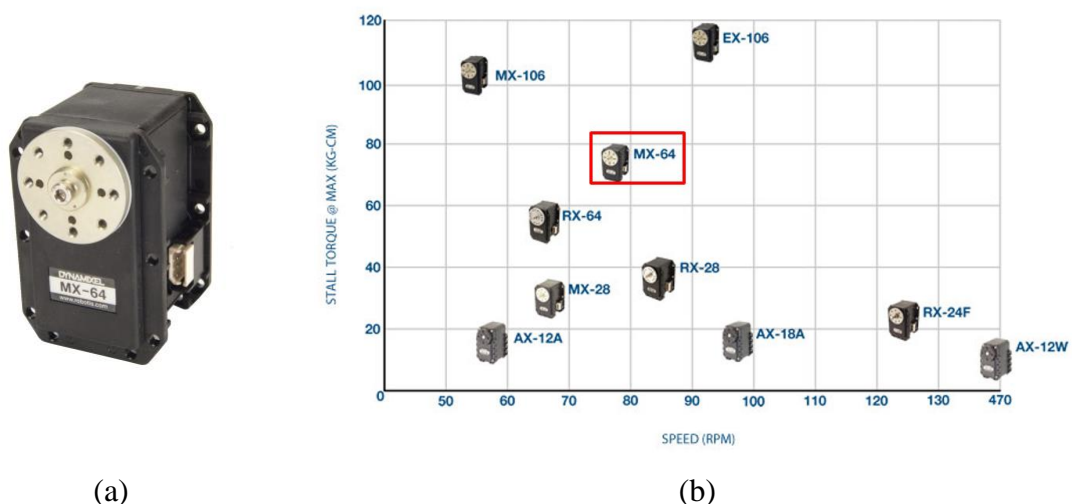 DYNAMIXEL
MX-64
www.robotis.com
STALL TORQUE @ MAX (KG-CM)
120
100
80
60
40
20
0
EX-106
MX-106
MX-64
RX-64
RX-28
MX-28
RX-24F
AX-12A
AX-18A
AX-12W
50 60 70 80 90 100 110 120 130 470
SPEED (RPM)
(a) (b)